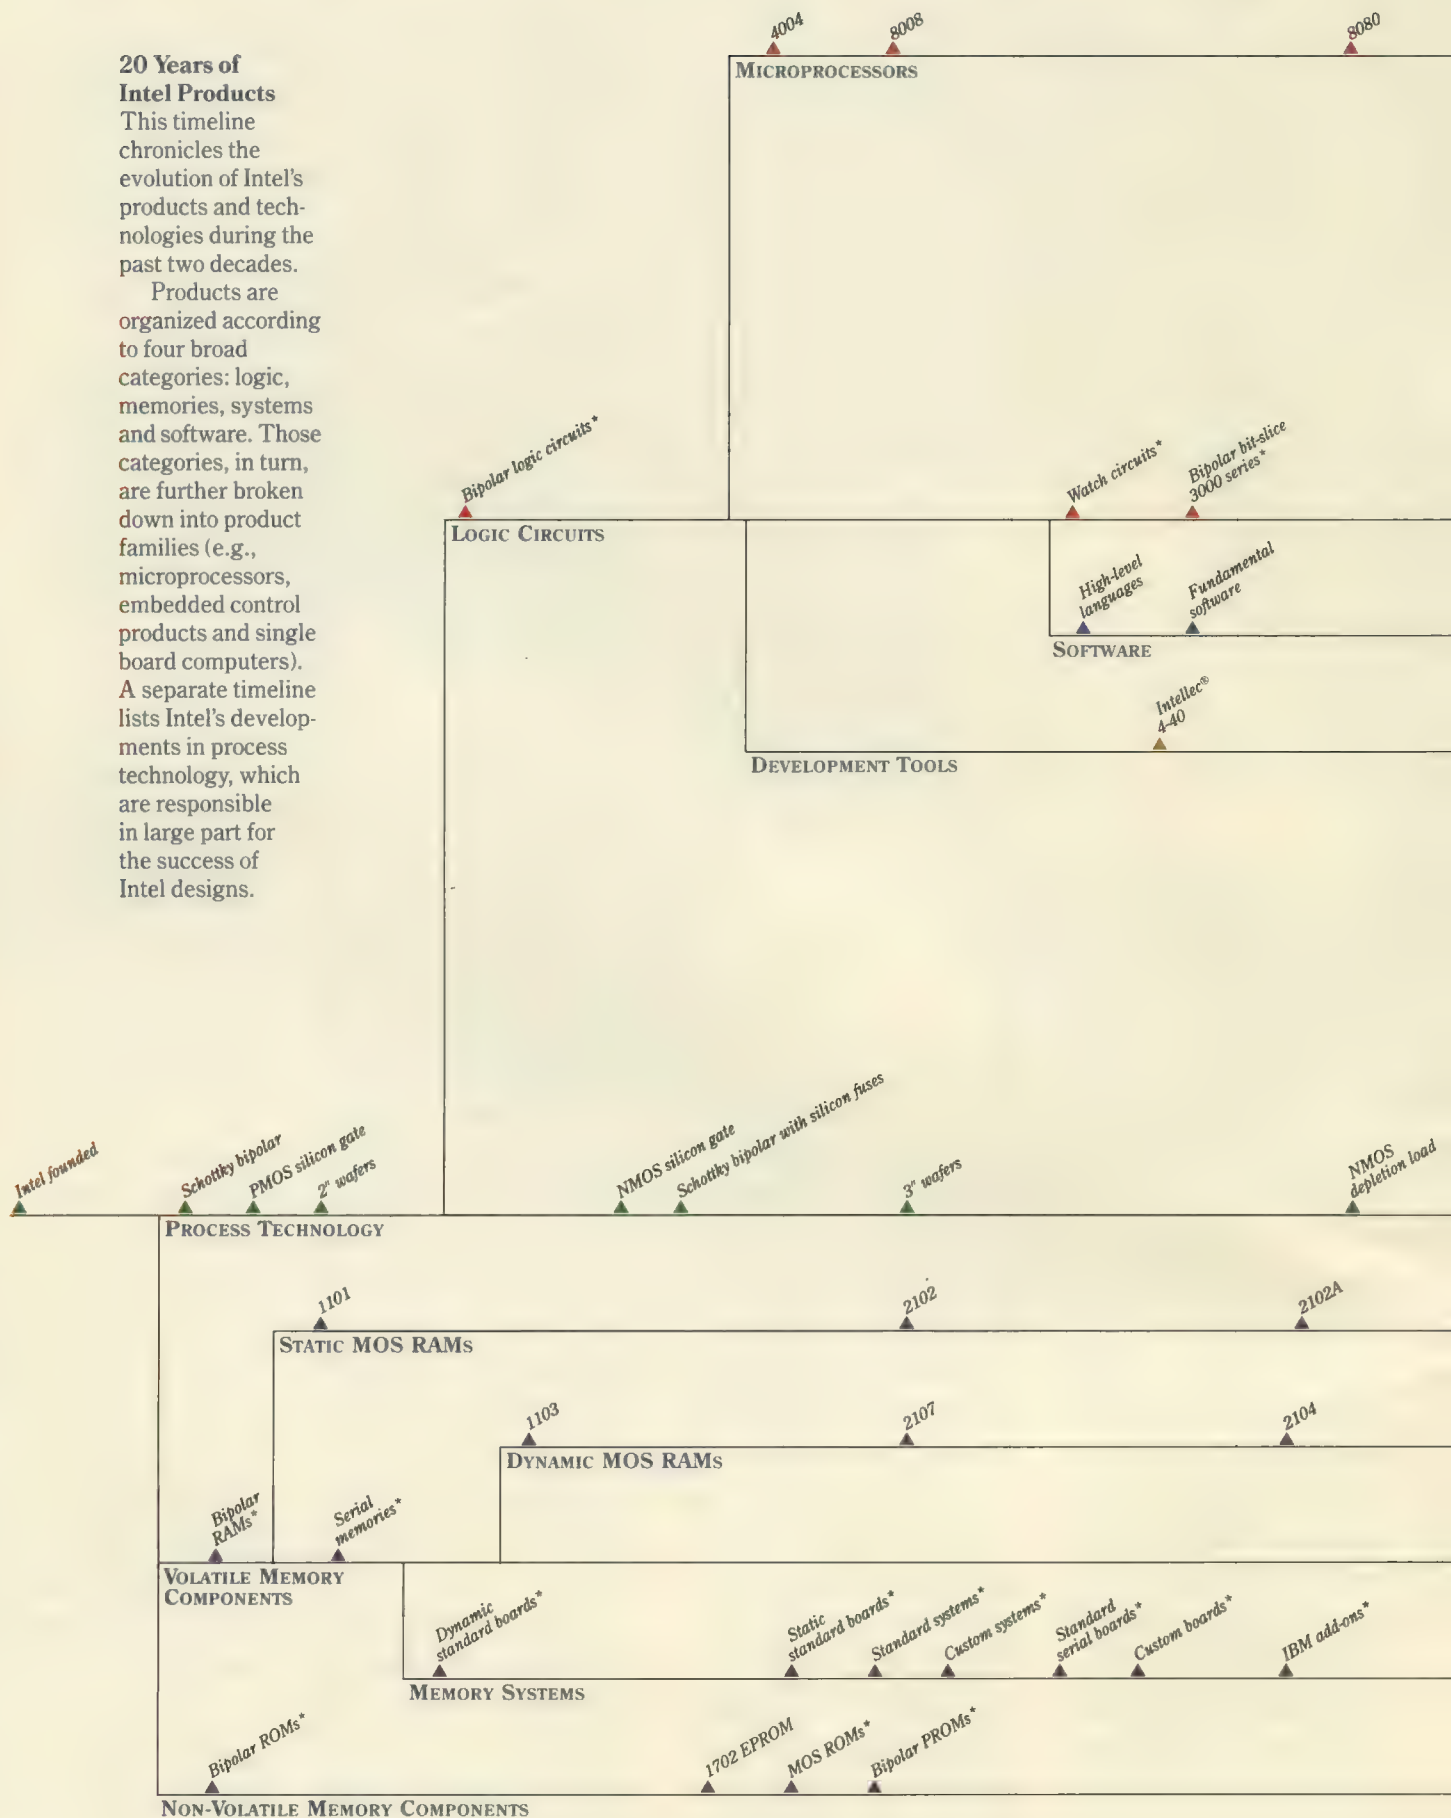 20 Years of
Intel Products
This timeline
chronicles the
evolution of Intel's
products and tech-
nologies during the
past two decades.
Products are
organized according
to four broad
categories: logic,
memories, systems
and software. Those
categories, in turn,
are further broken
down into product
families (e.g.,
microprocessors,
embedded control
products and single
board computers).
A separate timeline
lists Intel's develop-
ments in process
technology, which
are responsible
in large part for
the success of
Intel designs.
4004
8008
8080
MICROPROCESSORS
Bipolar logic circuits*
Watch circuits*
Bipolar bit-slice
3000 series*
LOGIC CIRCUITS
High-level
languages
Fundamental
software
SOFTWARE
Intellec®
4-40
DEVELOPMENT TOOLS
Intel founded
Schottky bipolar
PMOS silicon gate
2" wafers
NMOS silicon gate
Schottky bipolar with silicon fuses
3" wafers
NMOS
depletion load
PROCESS TECHNOLOGY
1101
2102
2102A
STATIC MOS RAMS
1103
2107
2104
DYNAMIC MOS RAMS
Bipolar
RAMs*
Serial
memories*
VOLATILE MEMORY
COMPONENTS
Dynamic
standard boards*
Static
standard boards*
Standard systems*
Custom systems*
Standard
serial boards*
Custom boards*
IBM add-ons*
MEMORY SYSTEMS
Bipolar ROMs*
1702 EPROM
MOS ROMs*
Bipolar PROMs*
NON-VOLATILE MEMORY COMPONENTS